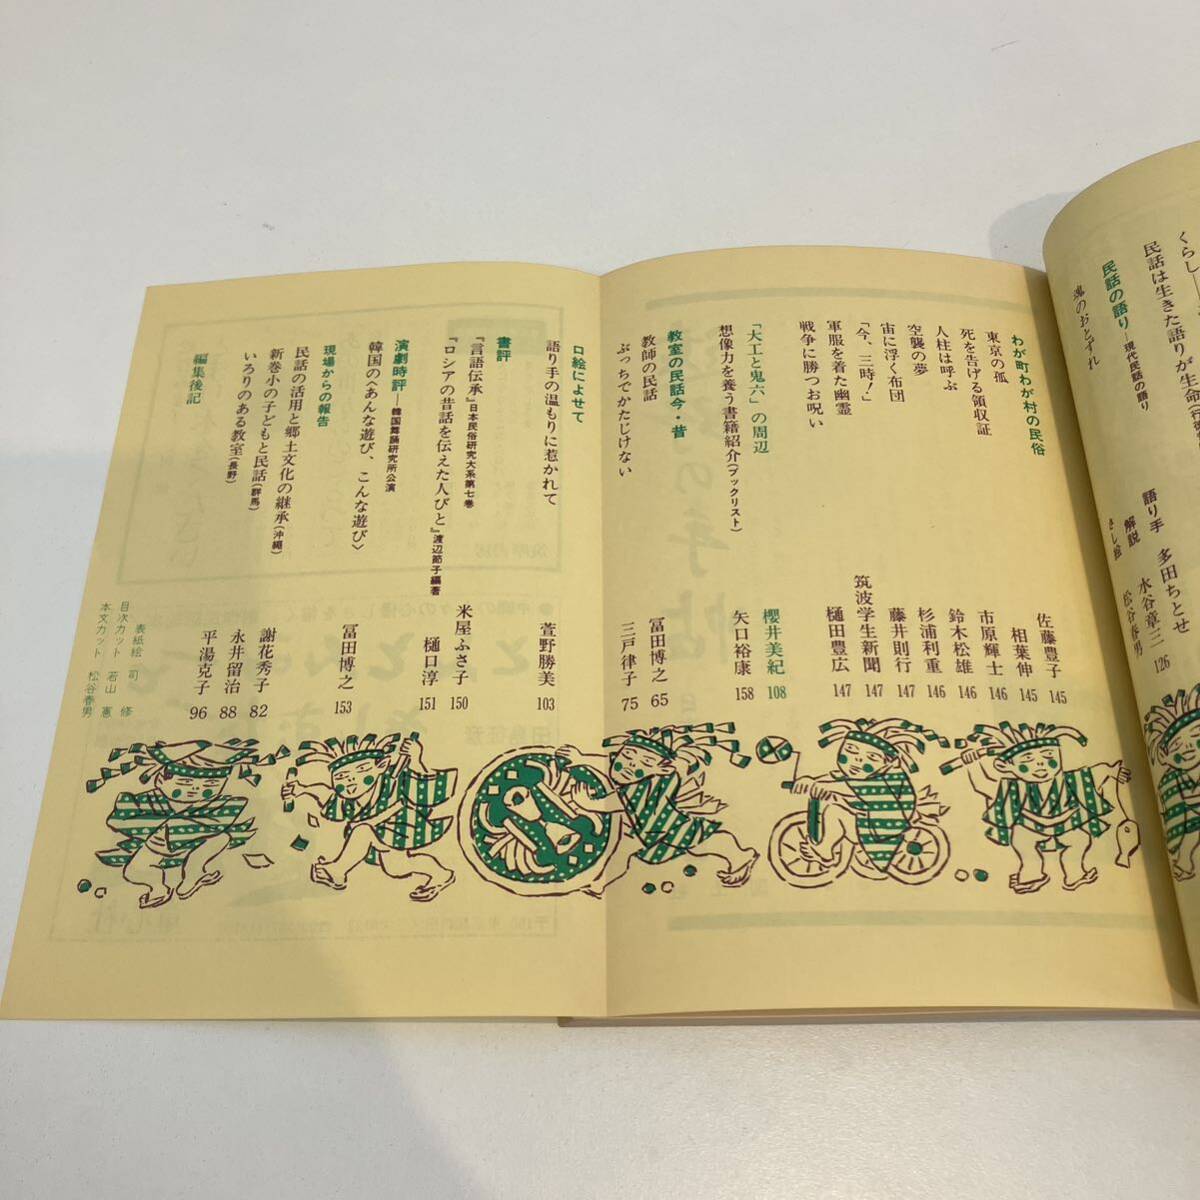 くらし
民話は生きた語りが生命
民話の語り―現代民話の語り
魂のおとずれ
語り手 多田ちとせ
解説 水谷章三 126
さし絵 松谷春男
わが町わが村の民俗
東京の狐 佐藤豊子 145
死を告げる領収証 相葉伸 145
人柱は呼ぶ 市原輝士 146
空襲の夢 鈴木松雄 146
宙に浮く布団 杉浦利重 146
「今、三時！」 藤井則行 147
軍服を着た幽霊 筑波学生新聞 147
戦争に勝つお呪い 樋田豊広 147
「大工と鬼六」の周辺 櫻井美紀 108
想像力を養う書籍紹介(ブックリスト) 矢口裕康 158
教室の民話今・昔
教師の民話 冨田博之 65
ぶっちでかたじけない 三戸律子 75
口絵によせて
語り手の温もりに惹かれて 萱野勝美 103
書評
『言語伝承』日本民俗研究大系第七巻 米屋ふさ子 150
『ロシアの昔話を伝えた人びと』渡辺節子編著 樋口淳 151
演劇時評―韓国舞踊研究所公演
韓国の〈あんな遊び、こんな遊び〉 冨田博之 153
現場からの報告
民話の活用と郷土文化の継承(沖縄) 謝花秀子 82
新巻小の子どもと民話(群馬) 永井留治 88
いろりのある教室(長野) 平湯克子 96
編集後記
表紙絵 司 修
目次カット 若山 憲
本文カット 松谷春男